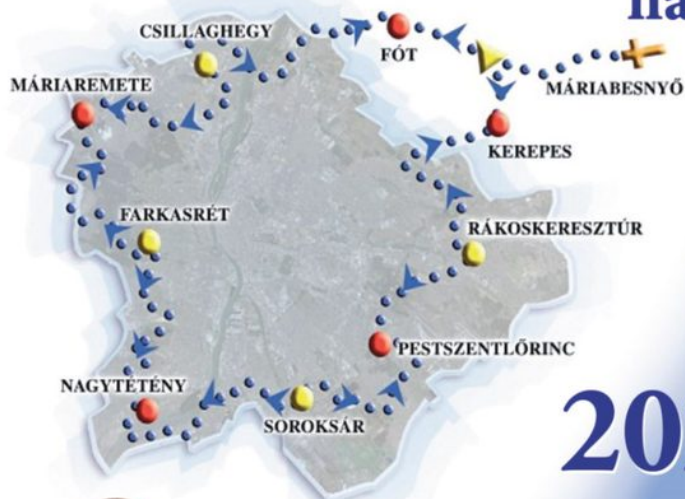 CSILLAGHEGY
FÓT
MÁRIABESNYŐ
MÁRIAREMETE
KEREPES
FARKASRÉT
RÁKOSKERESZTÚR
PESTSZENTLŐRINC
NAGYTÉTÉNY
SOROKSÁR